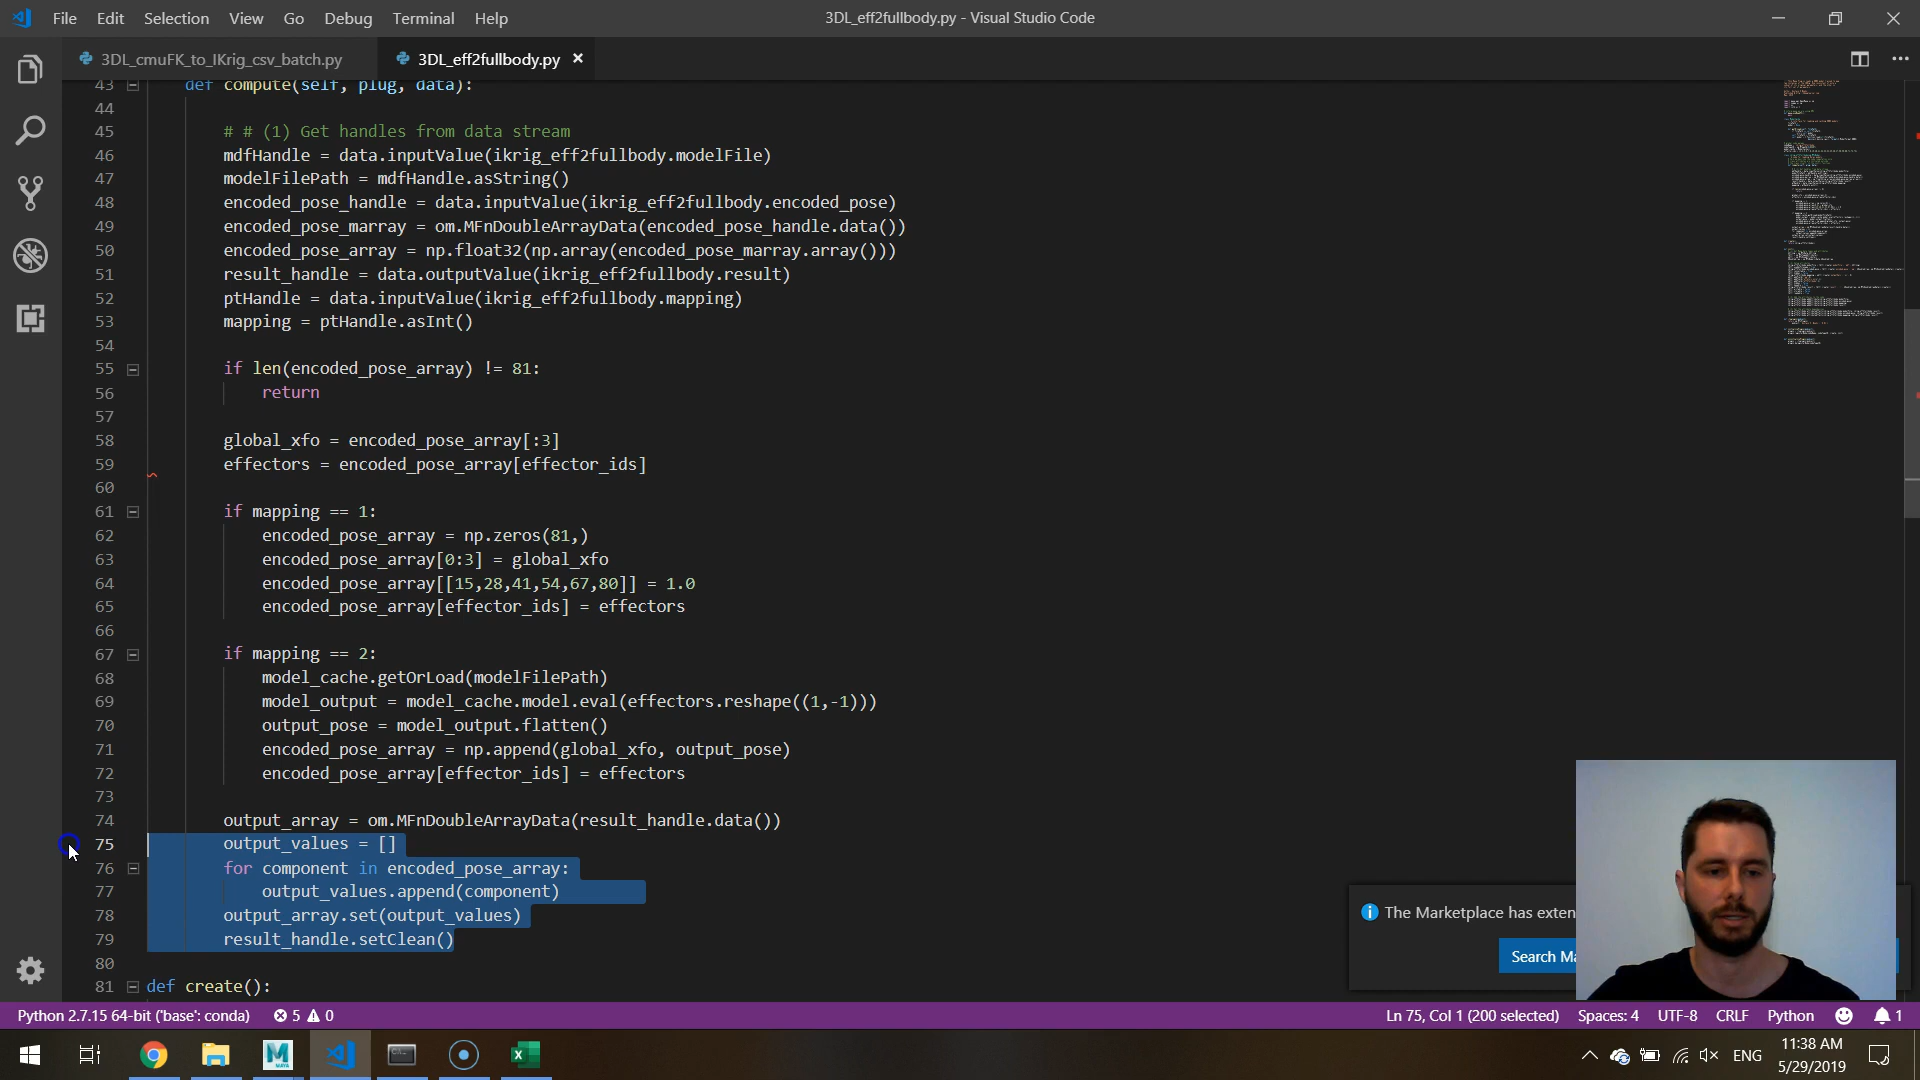 File Edit Selection View Go Debug Terminal Help
3DL_eff2fullbody.py - Visual Studio Code
3DL_cmuFK_to_IKrig_csv_batch.py
3DL_eff2fullbody.py
43 def compute(self, plug, data):
44
45 # # (1) Get handles from data stream
46 mdfHandle = data.inputValue(ikrig_eff2fullbody.modelFile)
47 modelFilePath = mdfHandle.asString()
48 encoded_pose_handle = data.inputValue(ikrig_eff2fullbody.encoded_pose)
49 encoded_pose_marray = om.MFnDoubleArrayData(encoded_pose_handle.data())
50 encoded_pose_array = np.float32(np.array(encoded_pose_marray.array()))
51 result_handle = data.outputValue(ikrig_eff2fullbody.result)
52 ptHandle = data.inputValue(ikrig_eff2fullbody.mapping)
53 mapping = ptHandle.asInt()
54
55 if len(encoded_pose_array) != 81:
56 return
57
58 global_xfo = encoded_pose_array[:3]
59 effectors = encoded_pose_array[effector_ids]
60
61 if mapping == 1:
62 encoded_pose_array = np.zeros(81,)
63 encoded_pose_array[0:3] = global_xfo
64 encoded_pose_array[[15,28,41,54,67,80]] = 1.0
65 encoded_pose_array[effector_ids] = effectors
66
67 if mapping == 2:
68 model_cache.getOrLoad(modelFilePath)
69 model_output = model_cache.model.eval(effectors.reshape((1,-1)))
70 output_pose = model_output.flatten()
71 encoded_pose_array = np.append(global_xfo, output_pose)
72 encoded_pose_array[effector_ids] = effectors
73
74 output_array = om.MFnDoubleArrayData(result_handle.data())
75 output_values = []
76 for component in encoded_pose_array:
77 output_values.append(component)
78 output_array.set(output_values)
79 result_handle.setClean()
80
81 def create():
The Marketplace has exten
Search Ma
Python 2.7.15 64-bit ('base': conda) 5 0
Ln 75, Col 1 (200 selected) Spaces: 4 UTF-8 CRLF Python 1
ENG
11:38 AM
5/29/2019